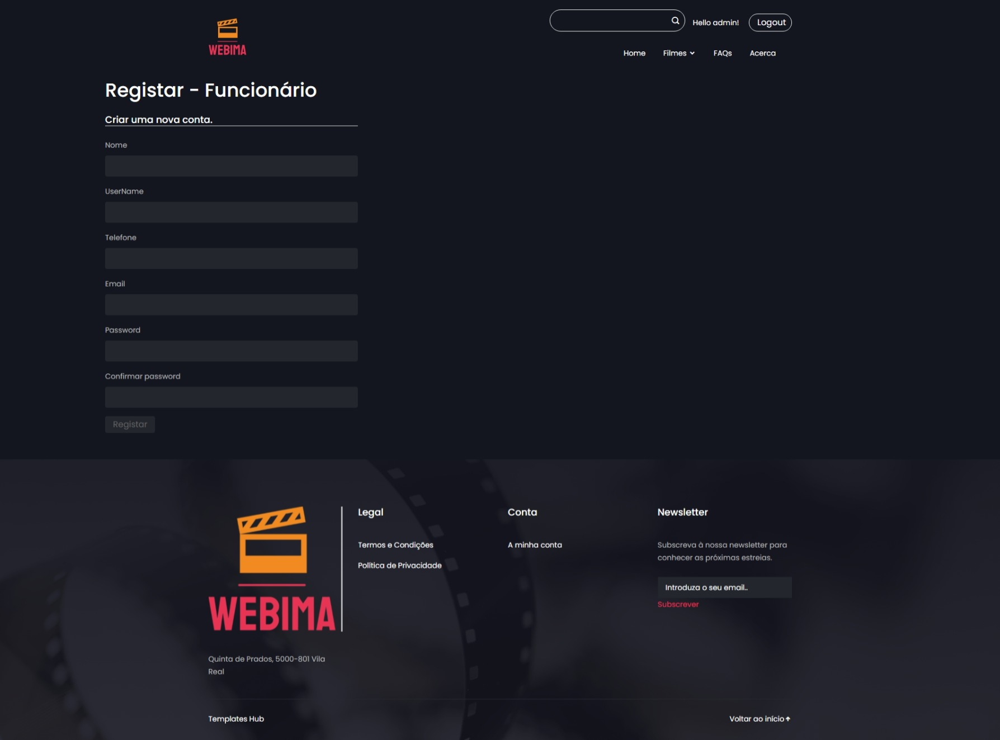 WEBIMA
Hello admin!
Logout
Home
Filmes
FAQs
Acerca
Registar - Funcionário
Criar uma nova conta.
Nome
UserName
Telefone
Email
Password
Confirmar password
Registar
WEBIMA
Quinta de Prados, 5000-801 Vila
Real
Legal
Termos e Condições
Política de Privacidade
Conta
A minha conta
Newsletter
Subscreva à nossa newsletter para
conhecer as próximas estreias.
Introduza o seu email..
Subscrever
Templates Hub
Voltar ao início